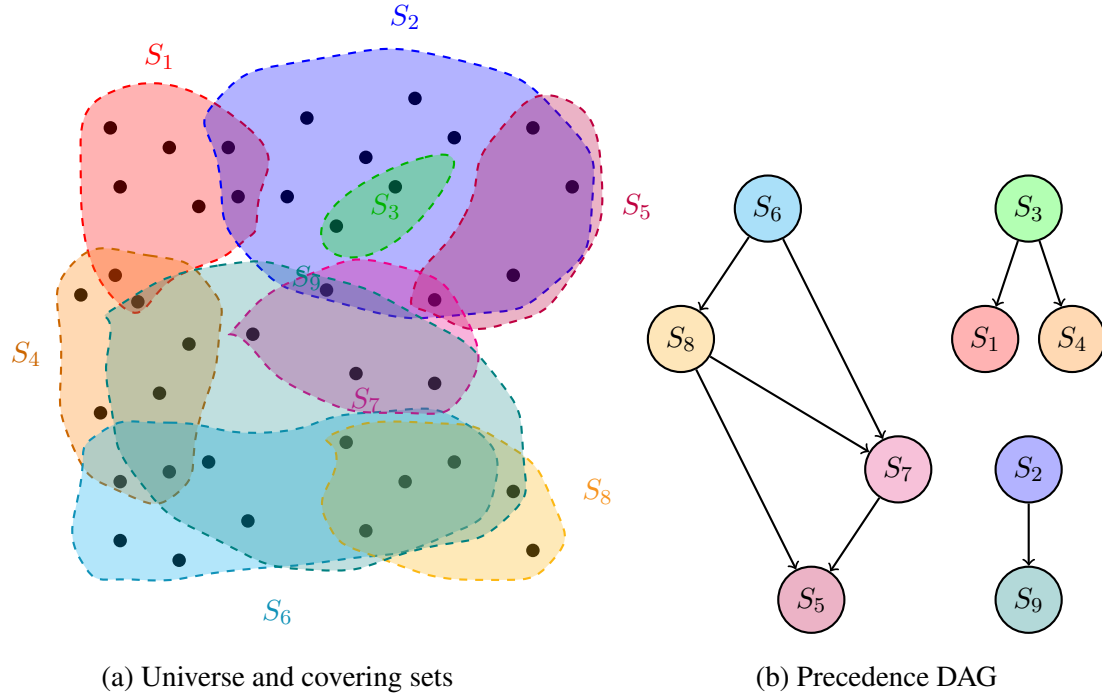 S₂
S₁
S₃
S₅
S₉
S₄
S₇
S₈
S₆
(a) Universe and covering sets
S₆
S₃
S₈
S₁
S₄
S₇
S₂
S₅
S₉
(b) Precedence DAG